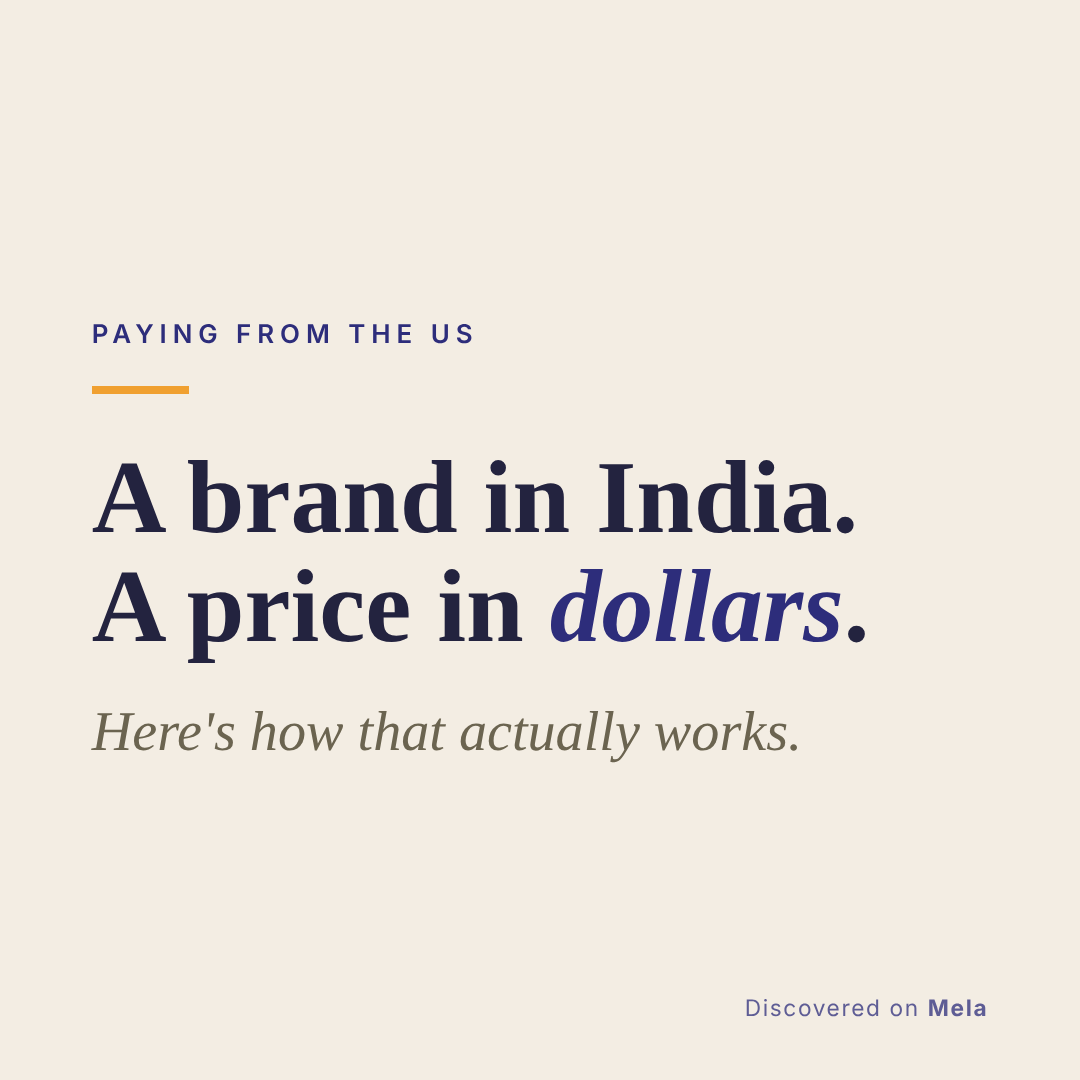 PAYING FROM THE US
A brand in India.
A price in dollars.
Here's how that actually works.
Discovered on Mela